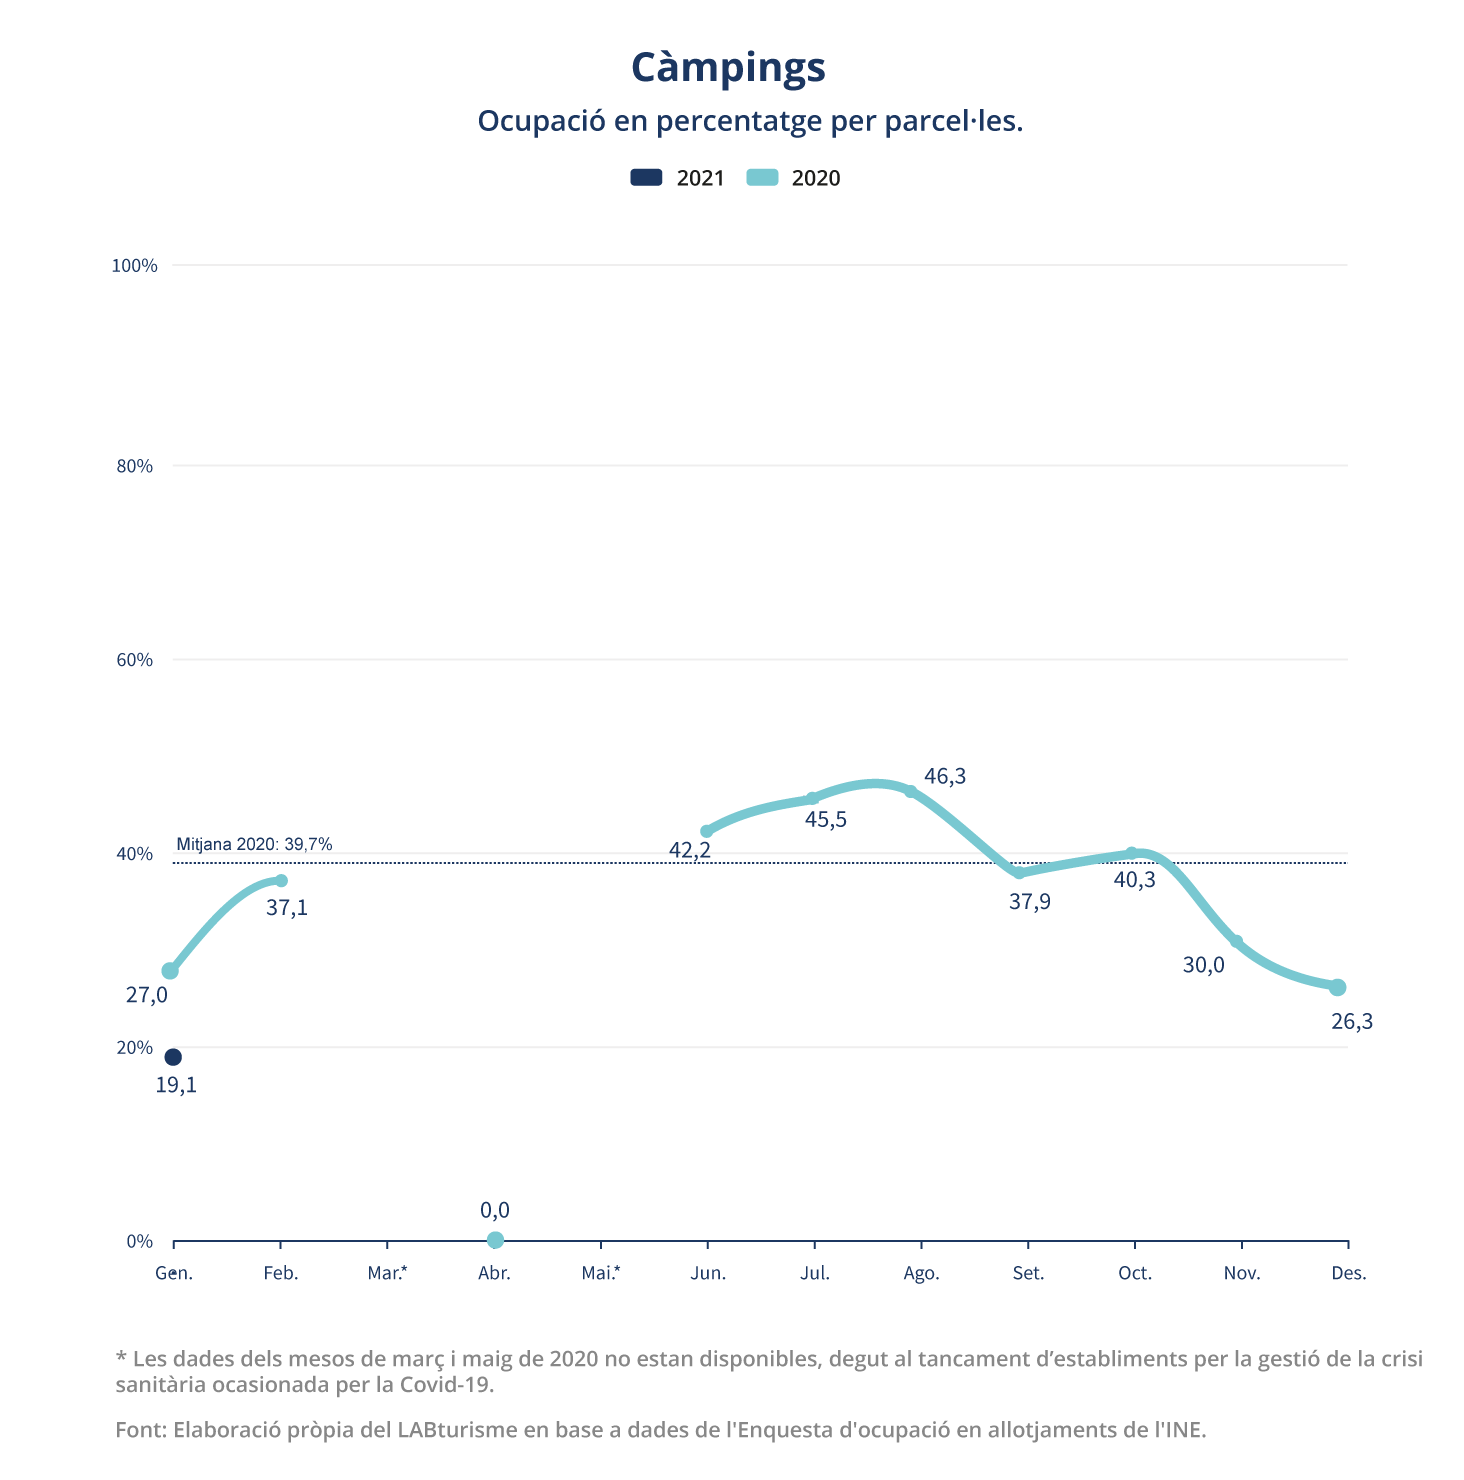 Càmpings
Ocupació en percentatge per parcel·les.
2021 2020
100%
80%
60%
46,3
45,5
Mitjana 2020: 39,7%
42,2
40%
40,3
37,9
37,1
30,0
27,0
26,3
20%
19,1
0,0
0%
Gen. Feb. Mar.* Abr. Mai.* Jun. Jul. Ago. Set. Oct. Nov. Des.
* Les dades dels mesos de març i maig de 2020 no estan disponibles, degut al tancament d’establiments per la gestió de la crisi
sanitària ocasionada per la Covid-19.
Font: Elaboració pròpia del LABturisme en base a dades de l'Enquesta d'ocupació en allotjaments de l'INE.